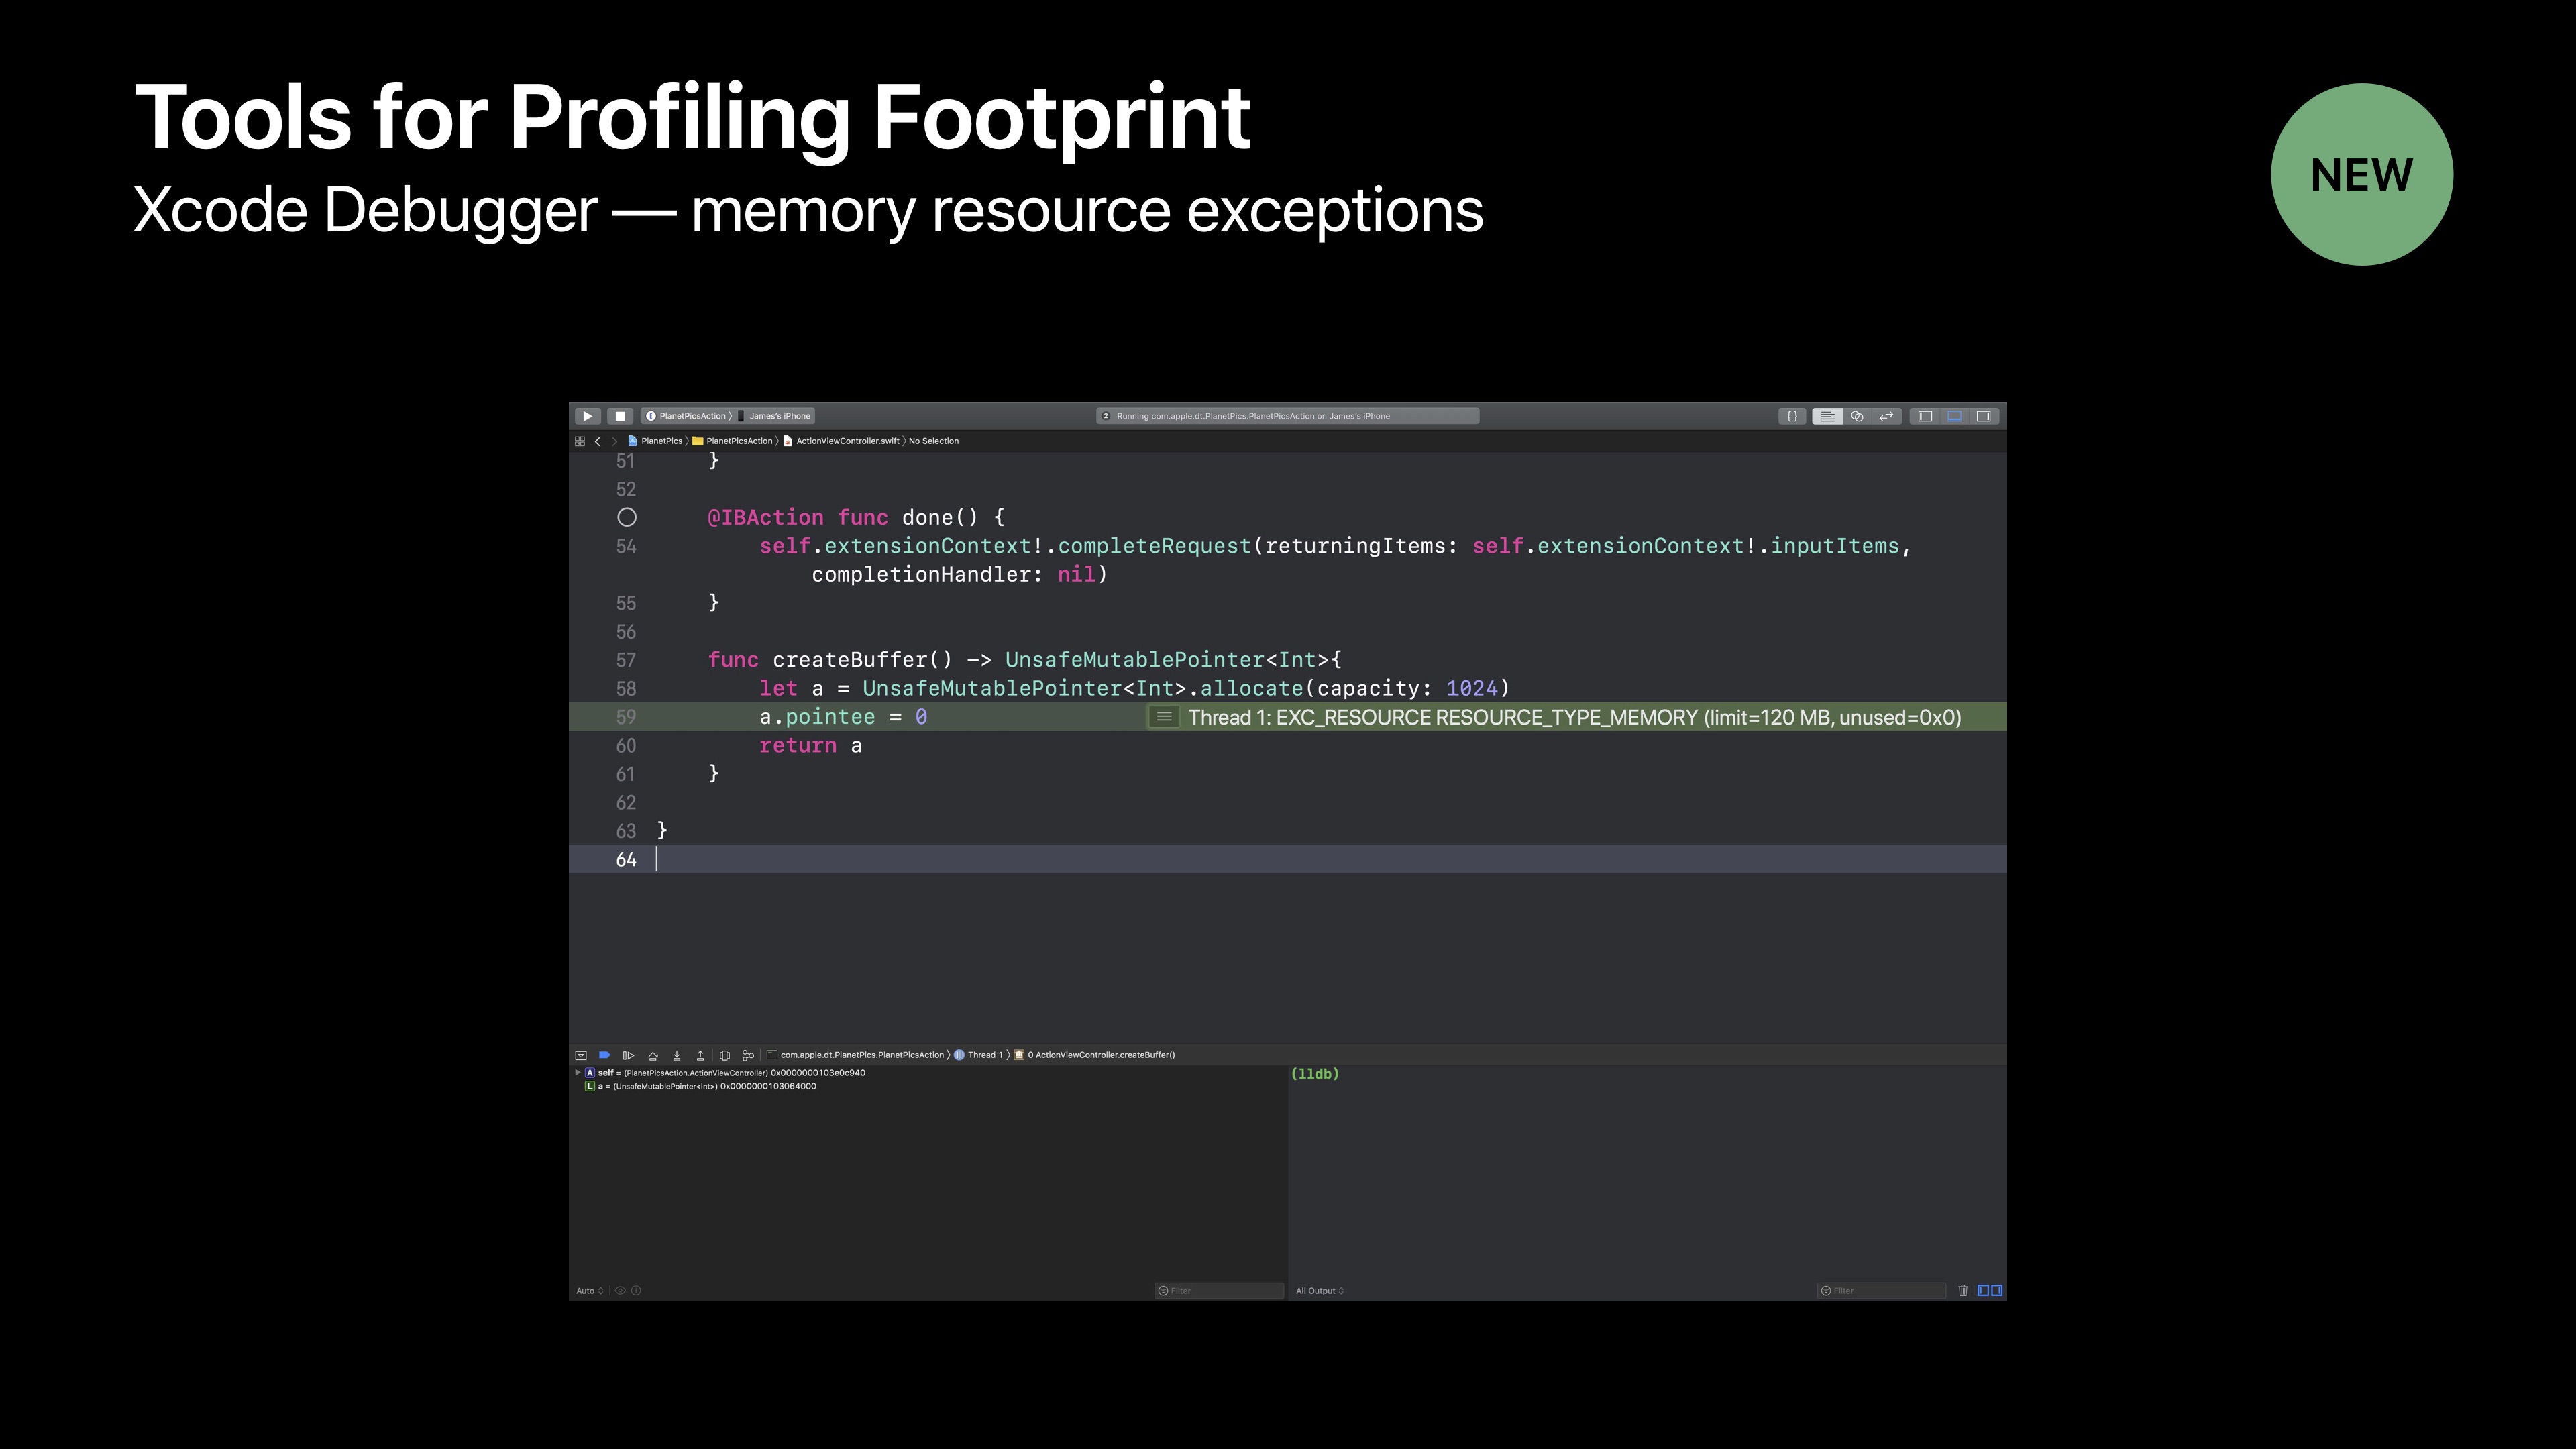 Tools for Profiling Footprint
Xcode Debugger — memory resource exceptions
NEW
PlanetPicsAction 〉 James's iPhone
2 Running com.apple.dt.PlanetPics.PlanetPicsAction on James's iPhone
{ }
PlanetPics 〉 PlanetPicsAction 〉 ActionViewController.swift 〉 No Selection
51 }
52
@IBAction func done() {
54 self.extensionContext!.completeRequest(returningItems: self.extensionContext!.inputItems,
completionHandler: nil)
55 }
56
57 func createBuffer() -> UnsafeMutablePointer<Int>{
58 let a = UnsafeMutablePointer<Int>.allocate(capacity: 1024)
59 a.pointee = 0 Thread 1: EXC_RESOURCE RESOURCE_TYPE_MEMORY (limit=120 MB, unused=0x0)
60 return a
61 }
62
63 }
64
com.apple.dt.PlanetPics.PlanetPicsAction 〉 Thread 1 〉 0 ActionViewController.createBuffer()
A self = (PlanetPicsAction.ActionViewController) 0x0000000103e0c940
L a = (UnsafeMutablePointer<Int>) 0x0000000103064000
(lldb)
Auto Filter All Output Filter